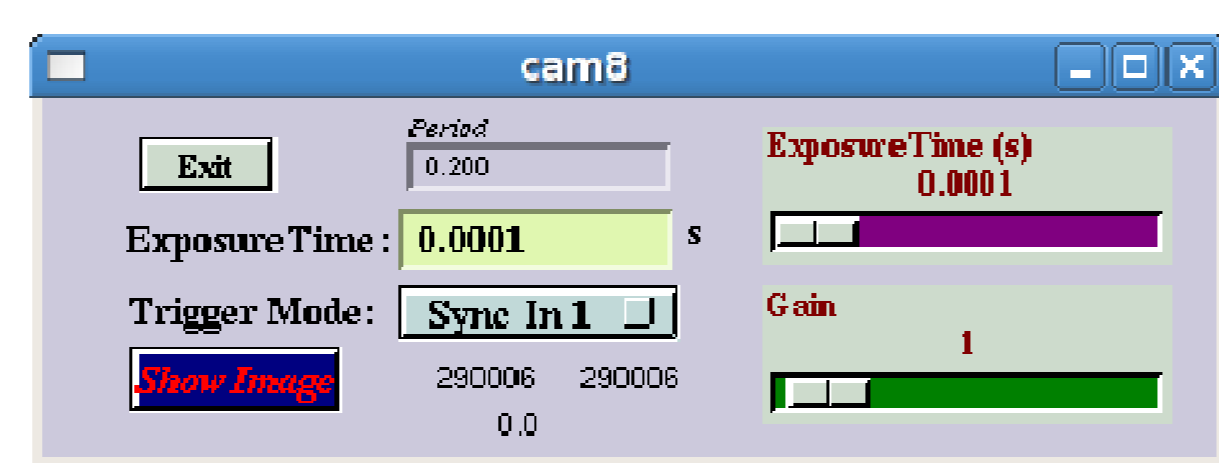 cam8
Exit
Period
0.200
ExposureTime:
0.0001
s
Trigger Mode:
Sync In 1
Show Image
290006 290006
0.0
ExposureTime (s)
0.0001
Gain
1